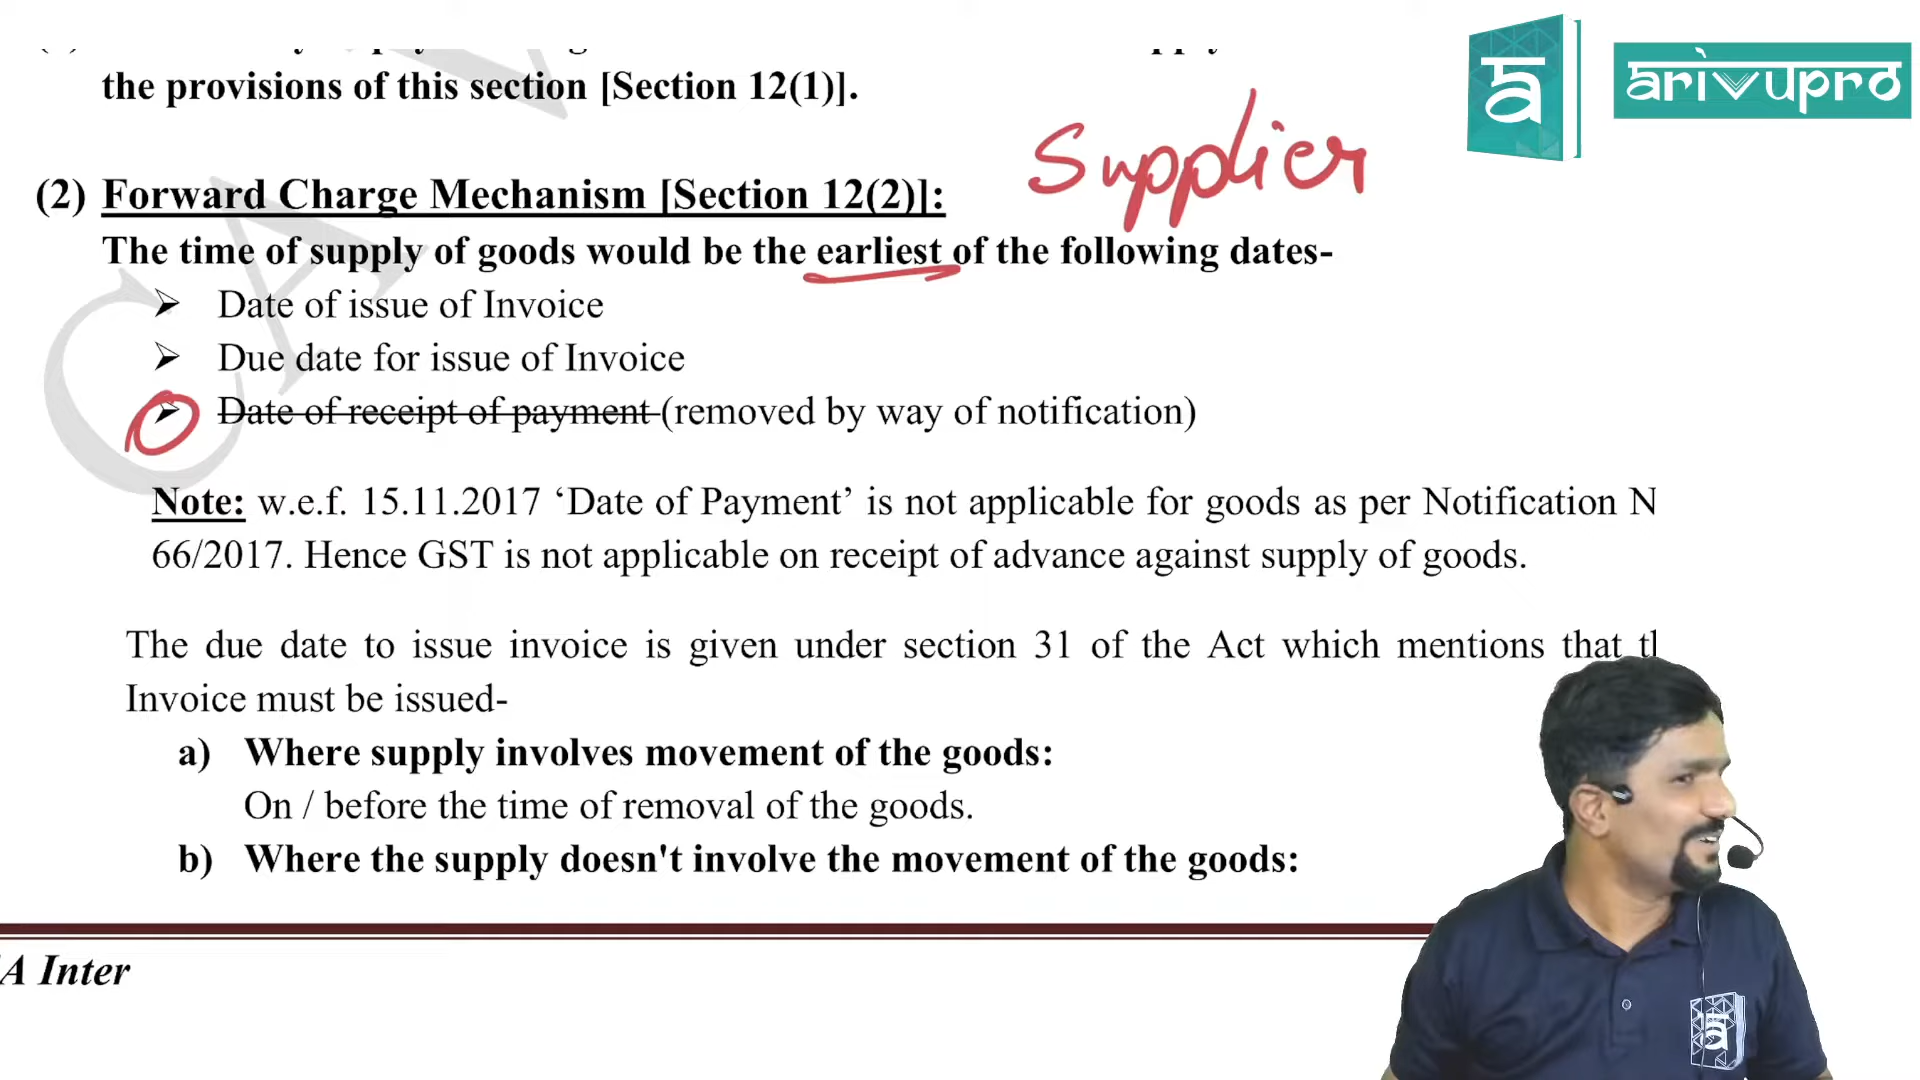 arivupro
the provisions of this section [Section 12(1)].
Supplier
(2) Forward Charge Mechanism [Section 12(2)]:
The time of supply of goods would be the earliest of the following dates-
➢ Date of issue of Invoice
➢ Due date for issue of Invoice
➢ Date of receipt of payment (removed by way of notification)
Note: w.e.f. 15.11.2017 ‘Date of Payment’ is not applicable for goods as per Notification N
66/2017. Hence GST is not applicable on receipt of advance against supply of goods.
The due date to issue invoice is given under section 31 of the Act which mentions that
Invoice must be issued-
a) Where supply involves movement of the goods:
On / before the time of removal of the goods.
b) Where the supply doesn't involve the movement of the goods:
A Inter